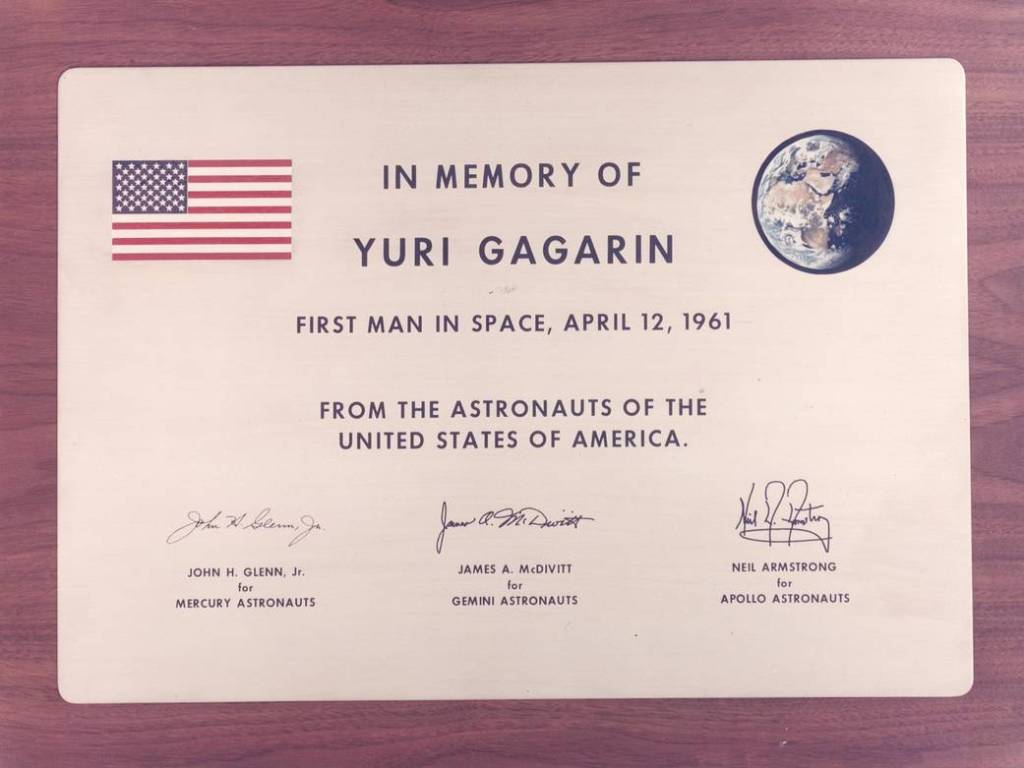 IN MEMORY OF
YURI GAGARIN
FIRST MAN IN SPACE, APRIL 12, 1961
FROM THE ASTRONAUTS OF THE
UNITED STATES OF AMERICA.
John H. Glenn, Jr.
James A. McDivitt
Neil A. Armstrong
JOHN H. GLENN, Jr.
for
MERCURY ASTRONAUTS
JAMES A. McDIVITT
for
GEMINI ASTRONAUTS
NEIL ARMSTRONG
for
APOLLO ASTRONAUTS